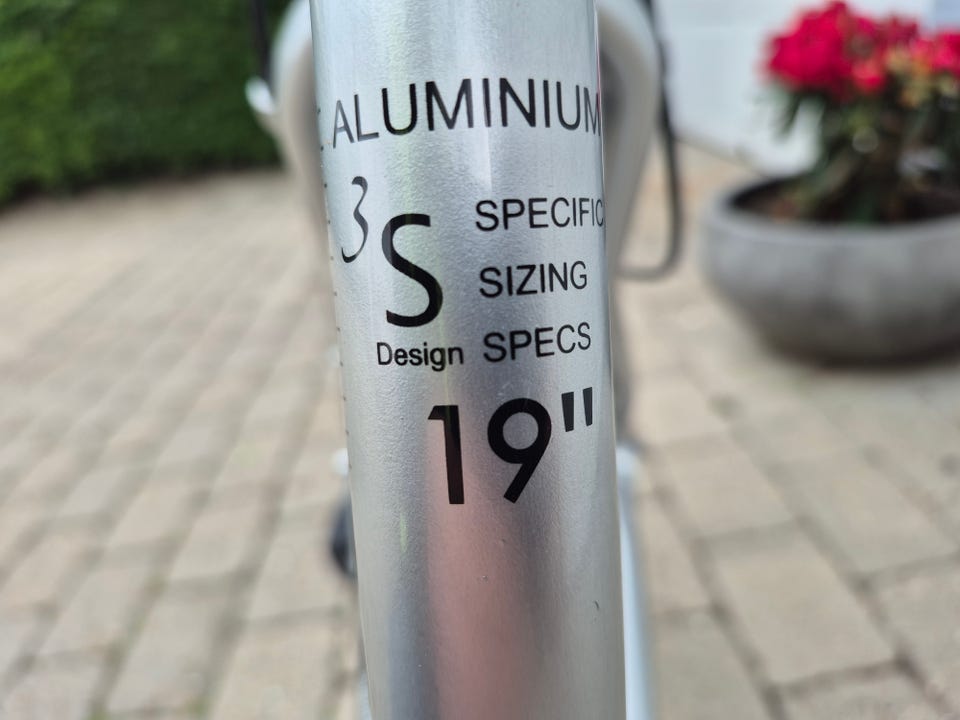 ALUMINIUM
3S Design
SPECIFIC
SIZING
SPECS
19"